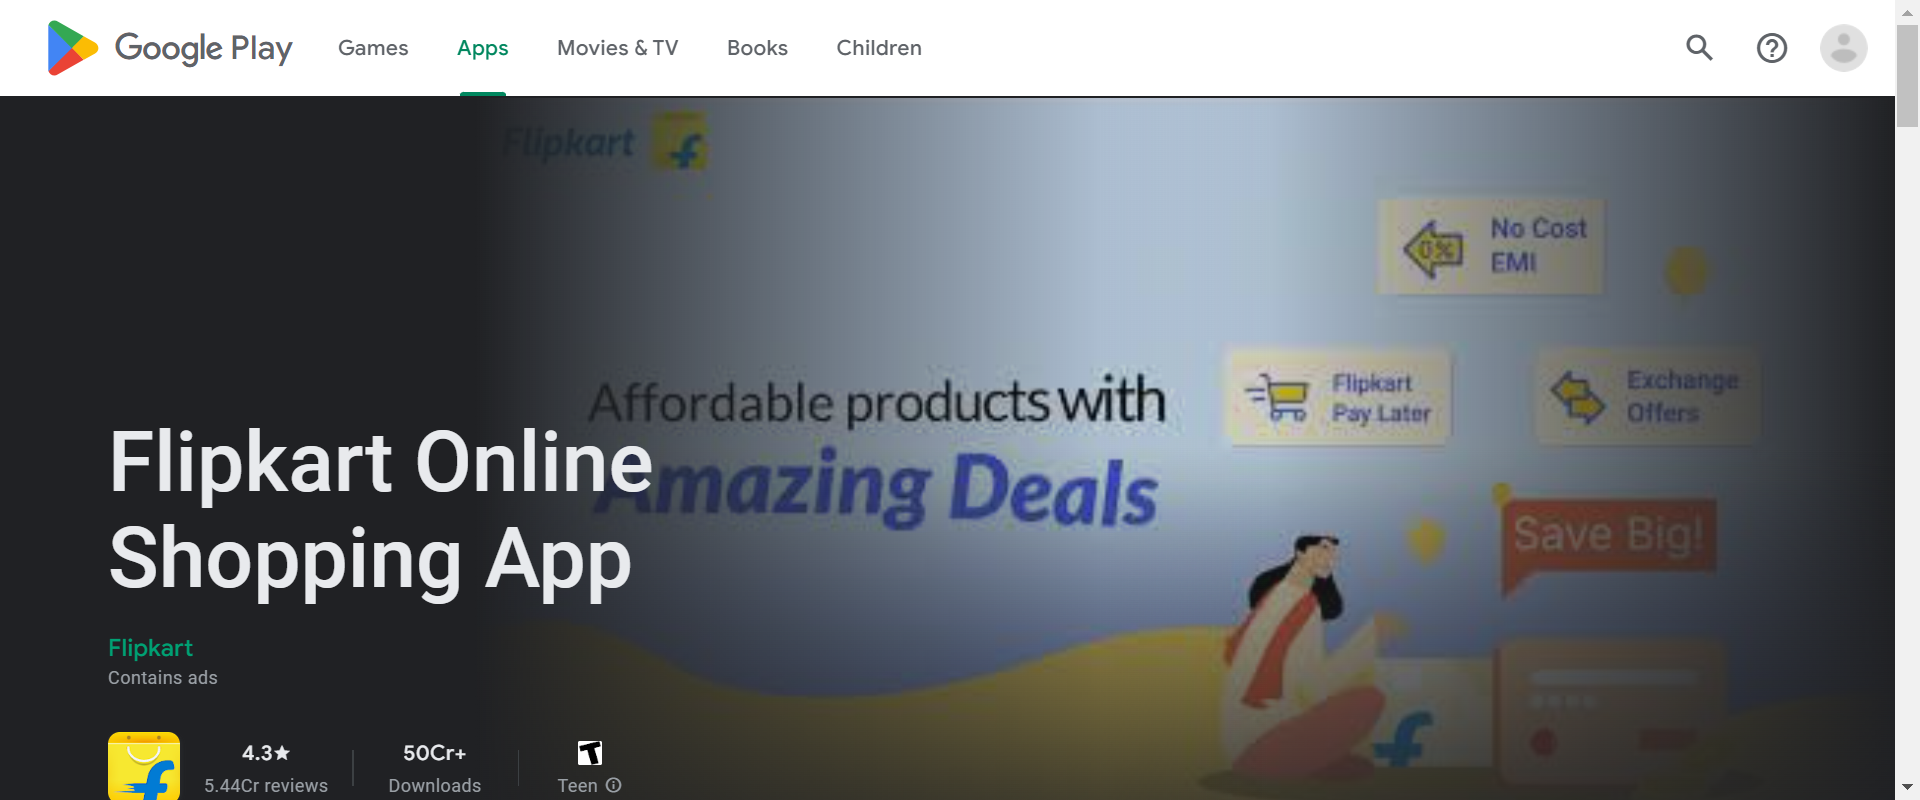 Google Play
Games
Apps
Movies & TV
Books
Children
Flipkart
No Cost
EMI
0%
Flipkart
Pay Later
Exchange
Offers
Affordable products with
Amazing Deals
Save Big!
Flipkart Online
Shopping App
Flipkart
Contains ads
4.3★
5.44Cr reviews
50Cr+
Downloads
T
Teen